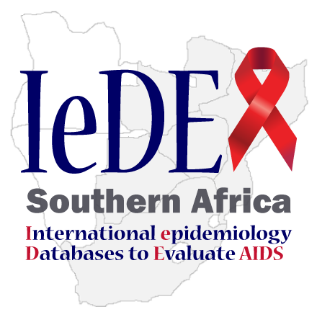 IeDEA
Southern Africa
International epidemiology
Databases to Evaluate AIDS